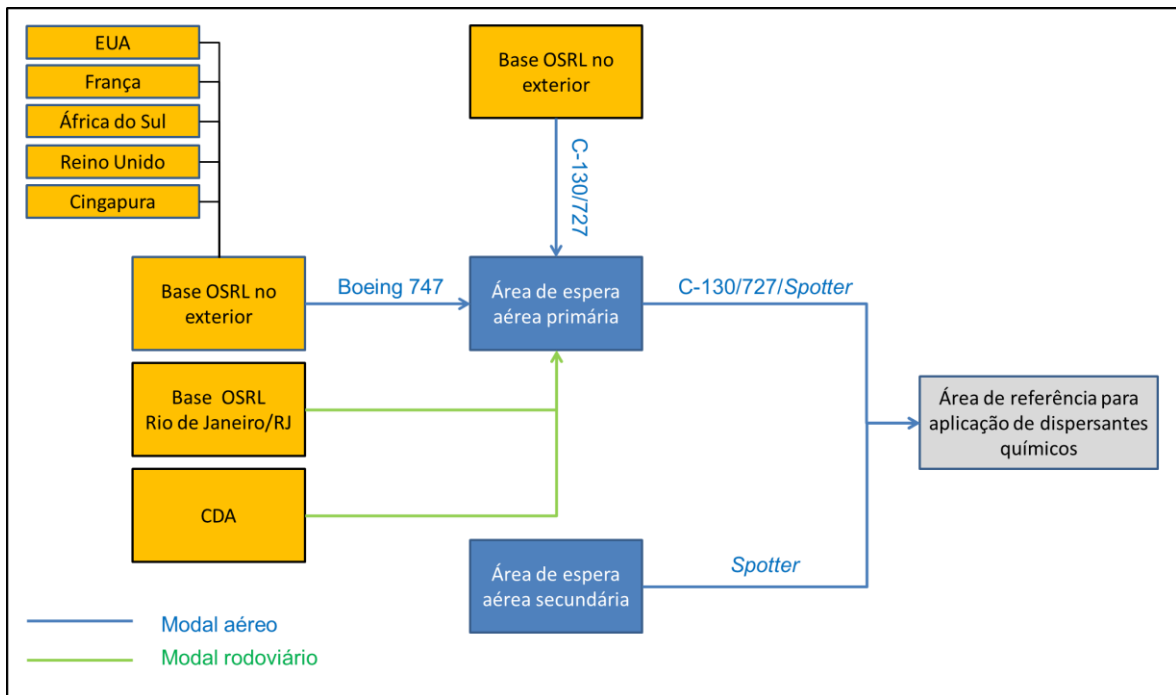 EUA
França
África do Sul
Reino Unido
Cingapura
Base OSRL no
exterior
C-130/727
Base OSRL no
exterior
Boeing 747
Área de espera
aérea primária
C-130/727/Spotter
Base  OSRL
Rio de Janeiro/RJ
Área de referência para
aplicação de dispersantes
químicos
CDA
Área de espera
aérea secundária
Spotter
Modal aéreo
Modal rodoviário